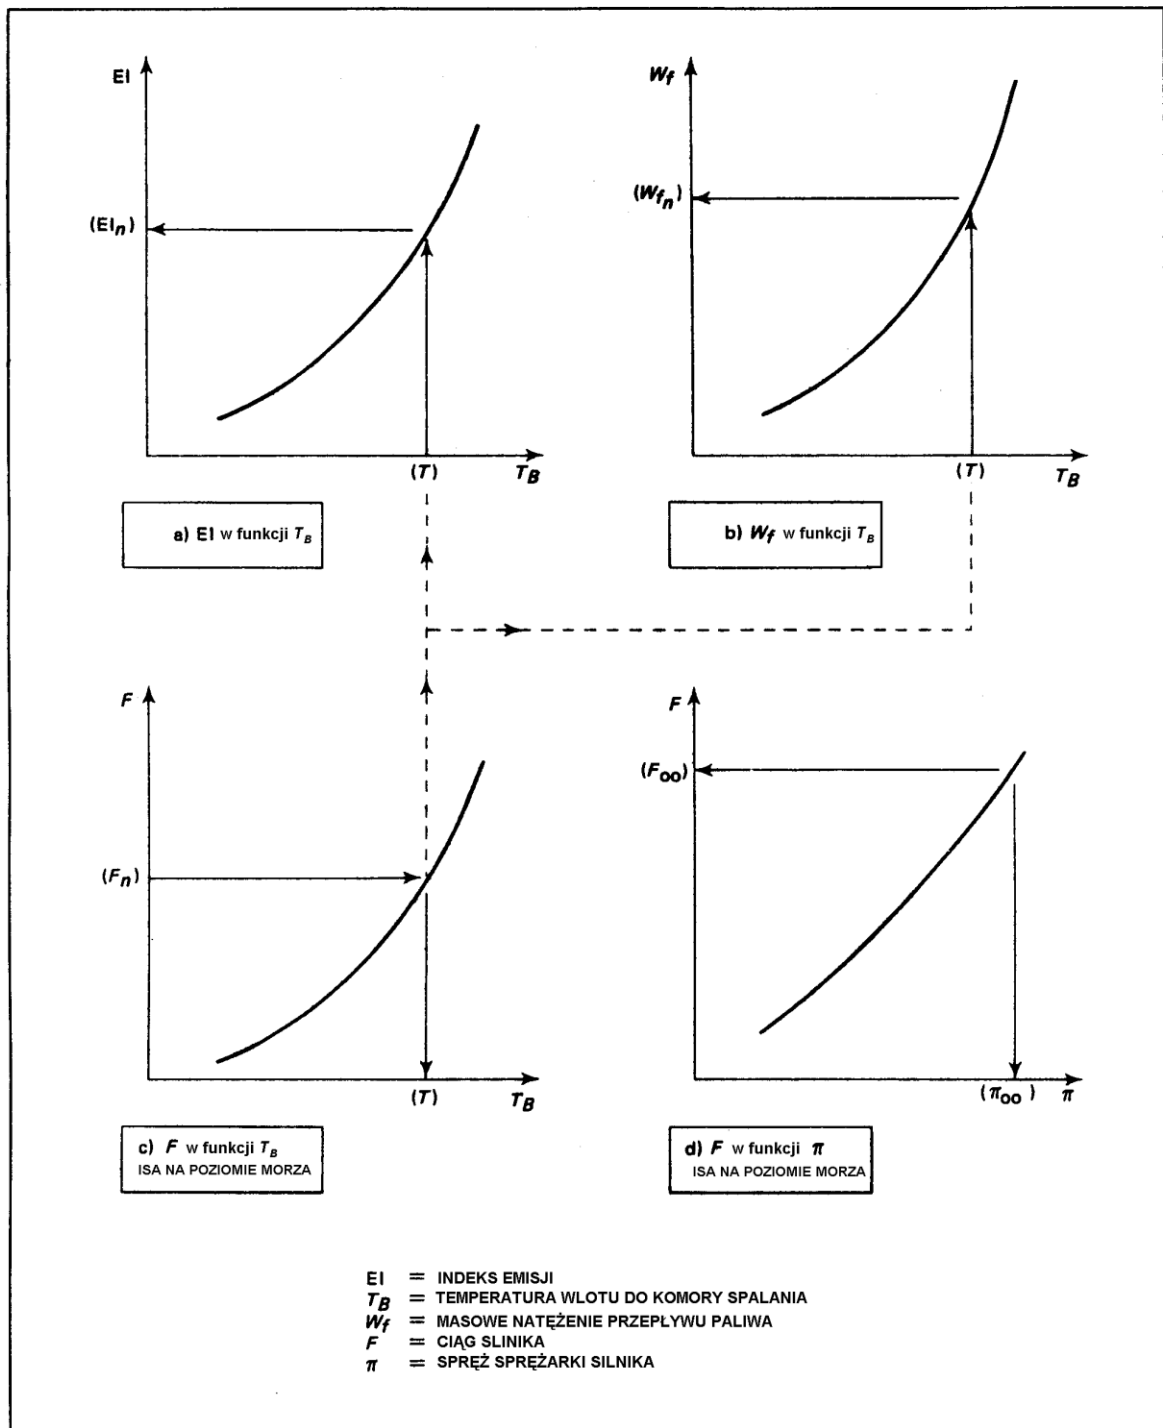 EI
(EIn)
(T)
TB
a) EI w funkcji TB
Wf
(Wfn)
(T)
TB
b) Wf w funkcji TB
F
(Fn)
(T)
TB
c) F w funkcji TB
ISA NA POZIOMIE MORZA
F
(Foo)
(πoo)
π
d) F w funkcji π
ISA NA POZIOMIE MORZA
EI = INDEKS EMISJI
TB = TEMPERATURA WLOTU DO KOMORY SPALANIA
Wf = MASOWE NATĘŻENIE PRZEPŁYWU PALIWA
F = CIĄG SLINIKA
π = SPRĘŻ SPRĘŻARKI SILNIKA